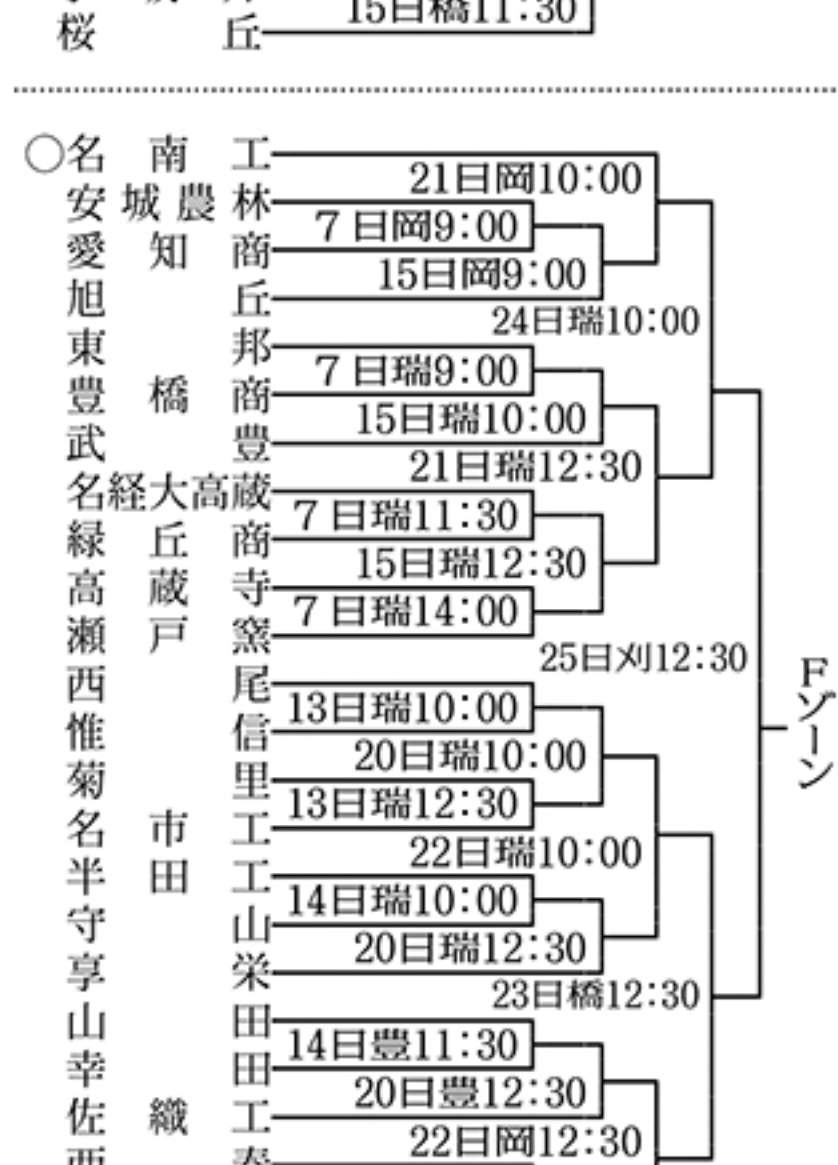 15日橋11:30
桜丘
○名南工
21日岡10:00
安城農林
7日岡9:00
愛知商
15日岡9:00
旭丘
24日瑞10:00
東邦
7日瑞9:00
豊橋商
15日瑞10:00
武豊
21日瑞12:30
名経大高蔵
7日瑞11:30
緑丘商
15日瑞12:30
高蔵寺
7日瑞14:00
瀬戸窯
25日刈12:30
Fゾーン
西尾
13日瑞10:00
惟信
20日瑞10:00
菊里
13日瑞12:30
名市工
22日瑞10:00
半田工
14日瑞10:00
守山
20日瑞12:30
享栄
23日橋12:30
山田
14日豊11:30
幸田
20日豊12:30
佐織工
22日岡12:30